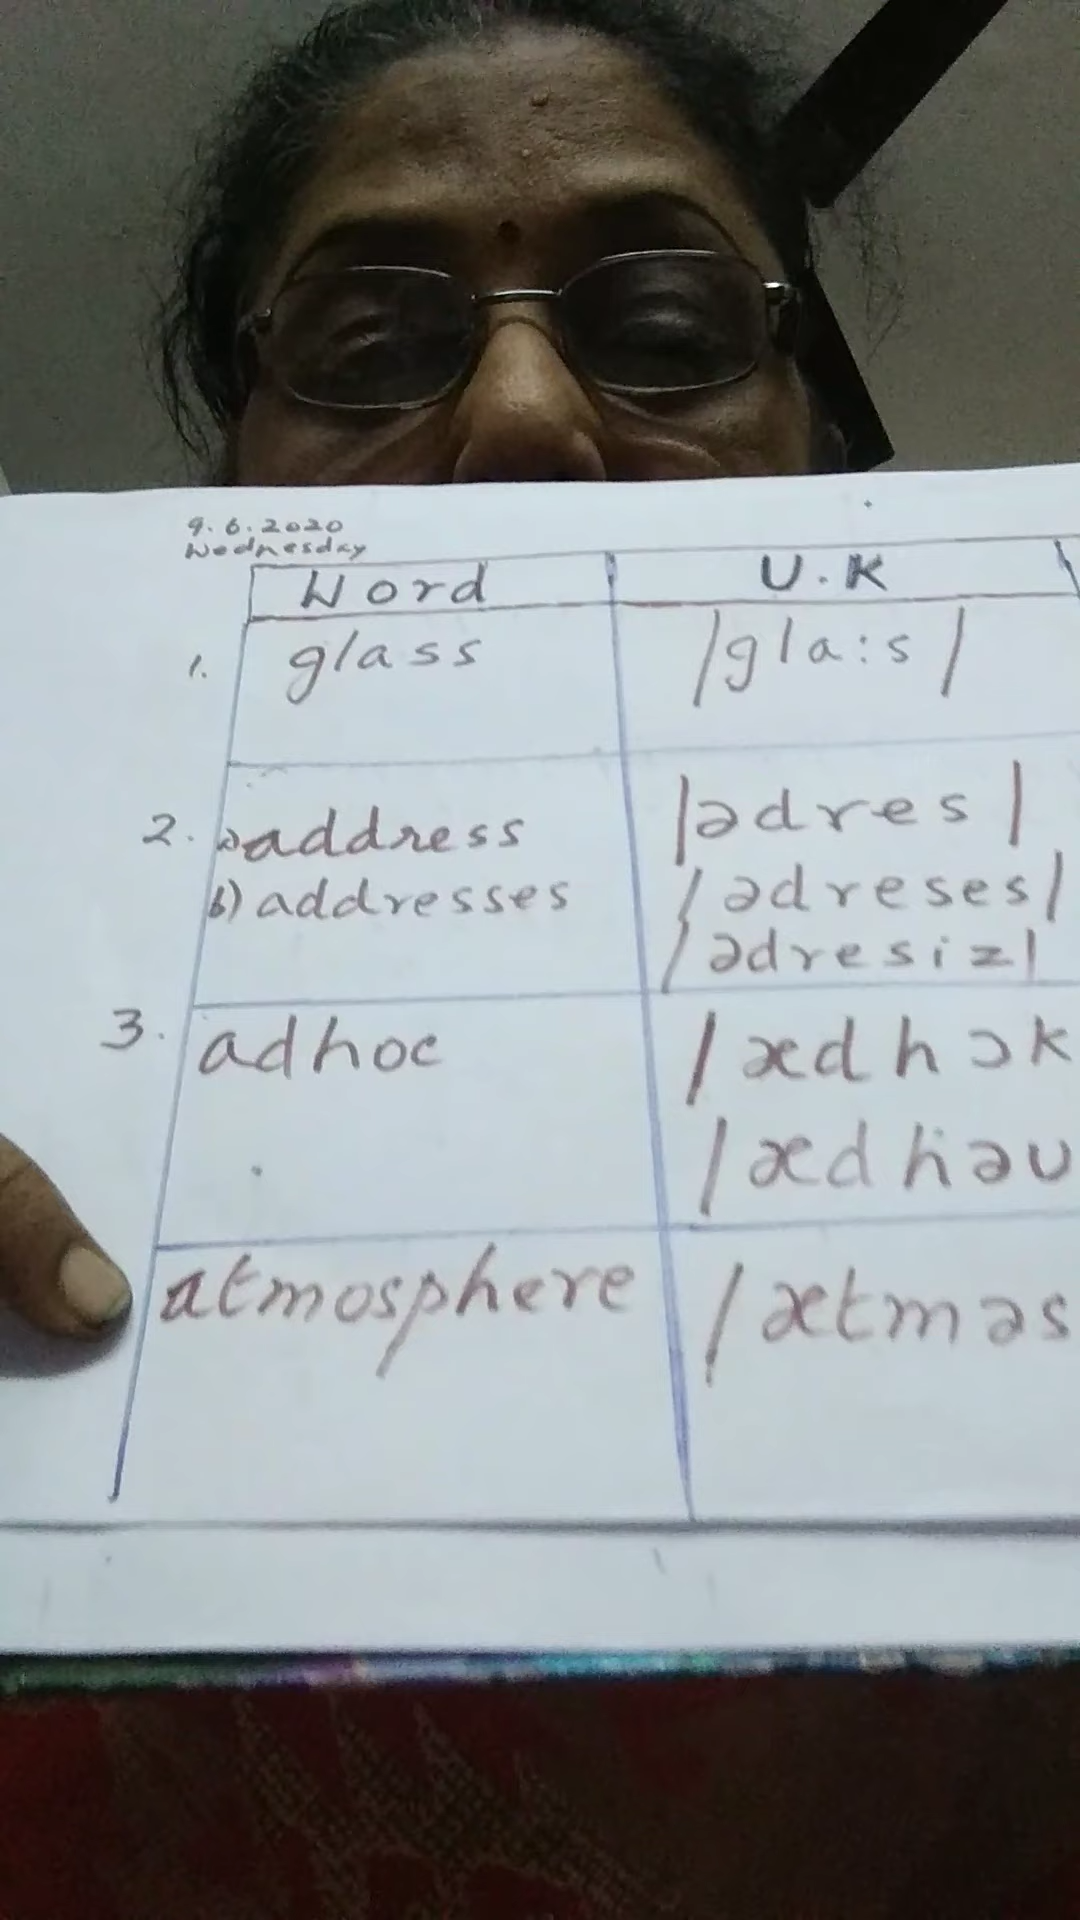 9.6.2020
Wednesday
Word U.K
1. glass /gla:s/
2. a) address /ədres/
b) addresses /ədreses/
/ədresiz/
3. adhoc /ædhɔk
/ædhəu
atmosphere /ætməs